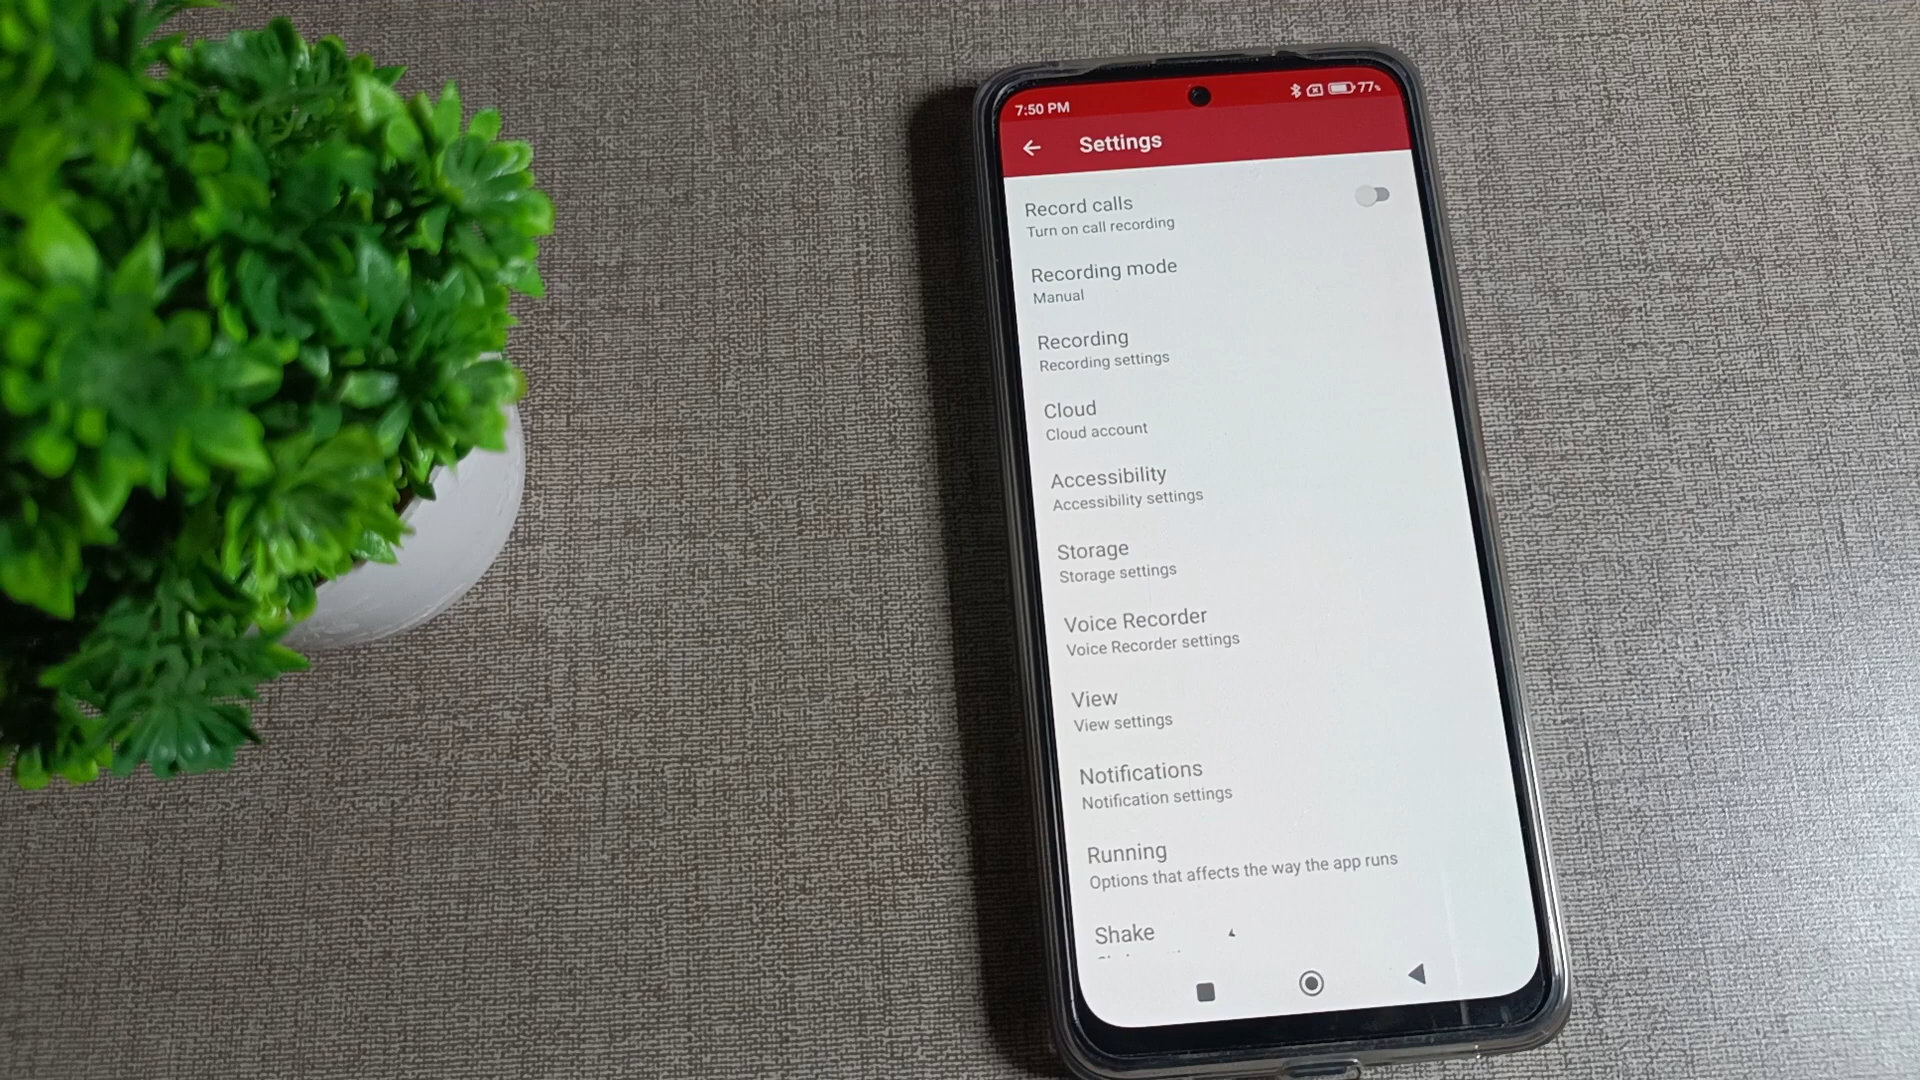 7:50 PM
77%
Settings
Record calls
Turn on call recording
Recording mode
Manual
Recording
Recording settings
Cloud
Cloud account
Accessibility
Accessibility settings
Storage
Storage settings
Voice Recorder
Voice Recorder settings
View
View settings
Notifications
Notification settings
Running
Options that affects the way the app runs
Shake